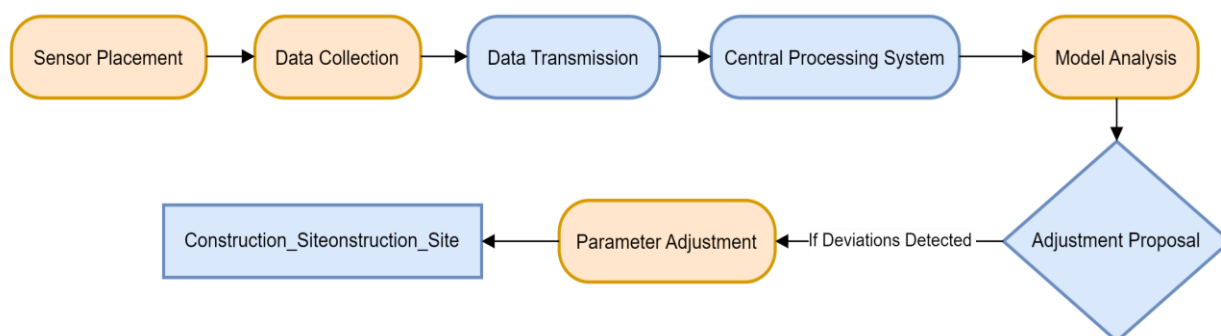 Sensor Placement
Data Collection
Data Transmission
Central Processing System
Model Analysis
Adjustment Proposal
If Deviations Detected
Parameter Adjustment
Construction_Siteonstruction_Site